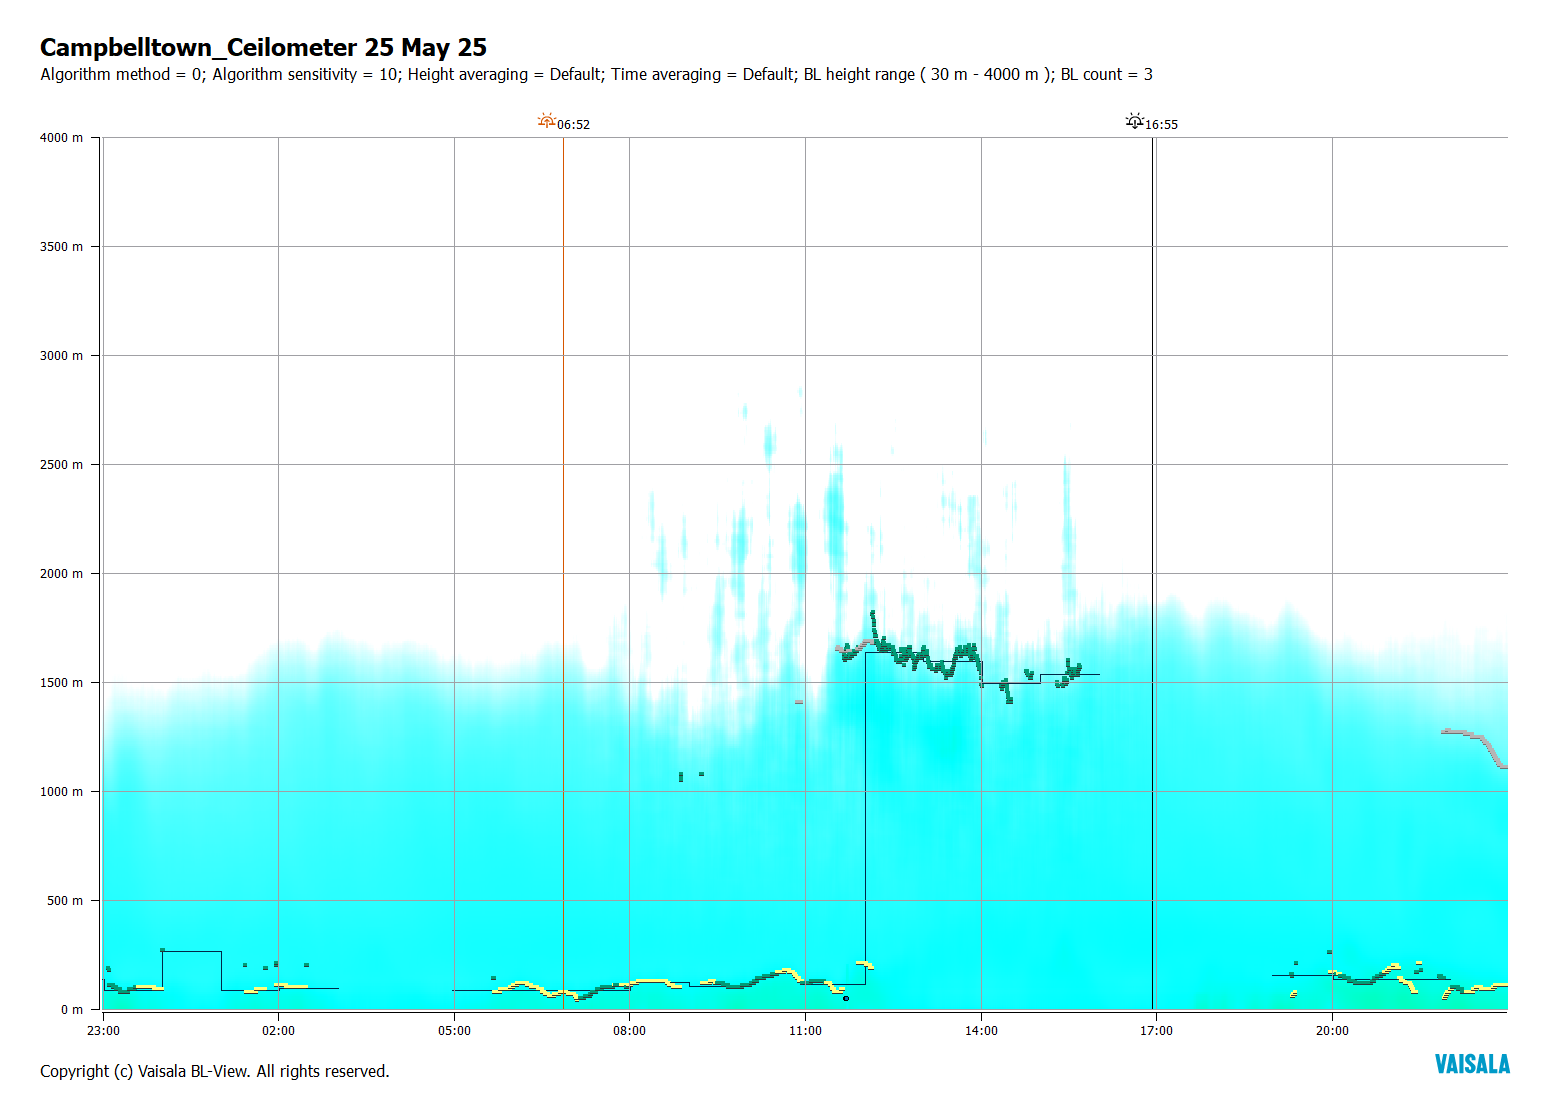 Campbelltown_Ceilometer 25 May 25
Algorithm method = 0; Algorithm sensitivity = 10; Height averaging = Default; Time averaging = Default; BL height range ( 30 m - 4000 m ); BL count = 3
06:52
16:55
4000 m
3500 m
3000 m
2500 m
2000 m
1500 m
1000 m
500 m
0 m
23:00
02:00
05:00
08:00
11:00
14:00
17:00
20:00
Copyright (c) Vaisala BL-View. All rights reserved.
VAISALA